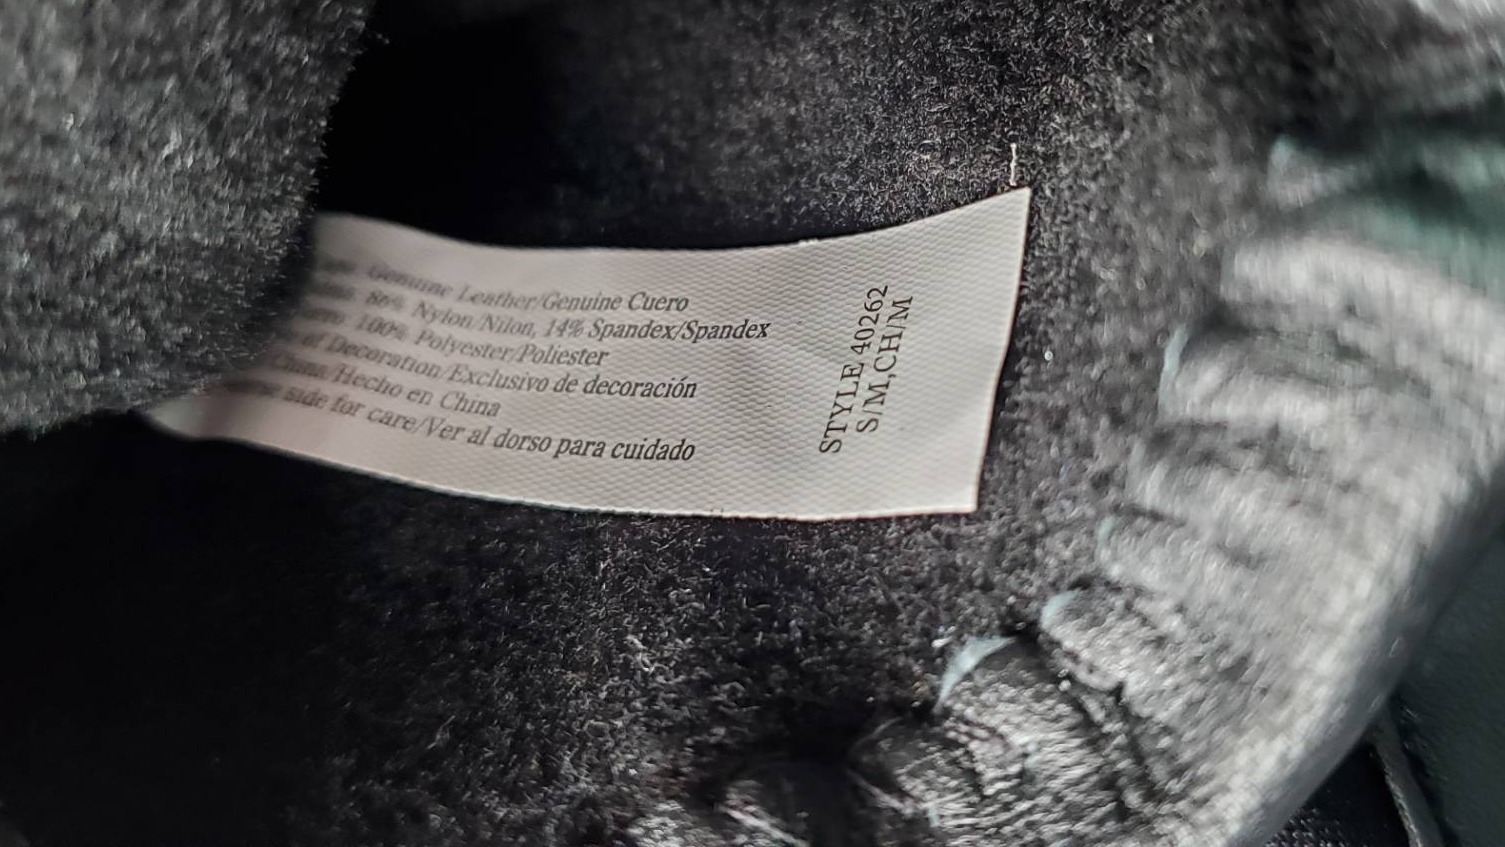 Genuine Leather/Genuine Cuero
86% Nylon/Nilon, 14% Spandex/Spandex
100% Polyester/Poliester
of Decoration/Exclusivo de decoración
China/Hecho en China
side for care/Ver al dorso para cuidado
STYLE 40262
S/M,CH/M